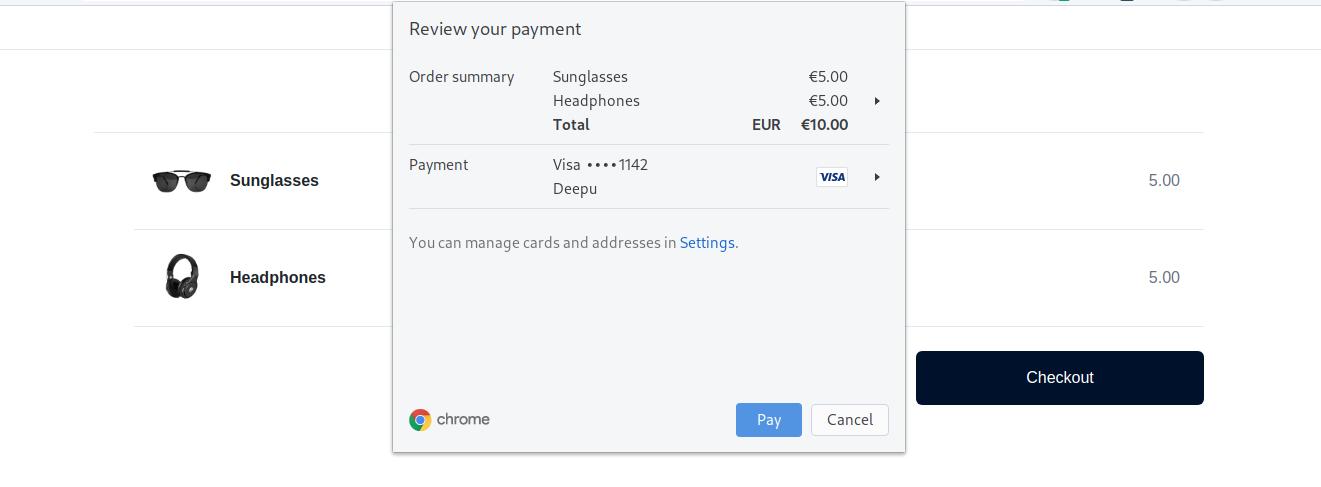 Review your payment
Order summary Sunglasses €5.00
Headphones €5.00
Total EUR €10.00
Payment Visa ••••1142
VISA
Deepu
You can manage cards and addresses in Settings.
Sunglasses 5.00
Headphones 5.00
Checkout
chrome Pay Cancel